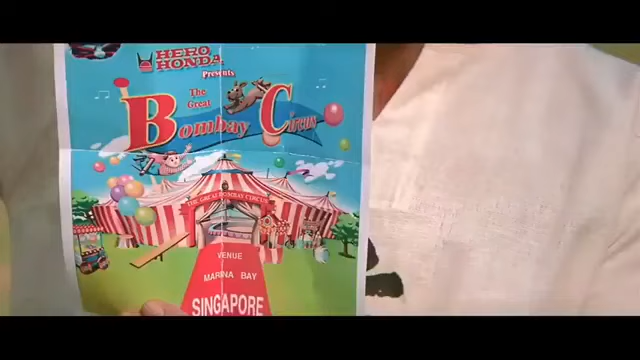 HERO
HONDA
Presents
The
Great
Bombay Circus
THE GREAT BOMBAY CIRCUS
VENUE
MARINA BAY
SINGAPORE